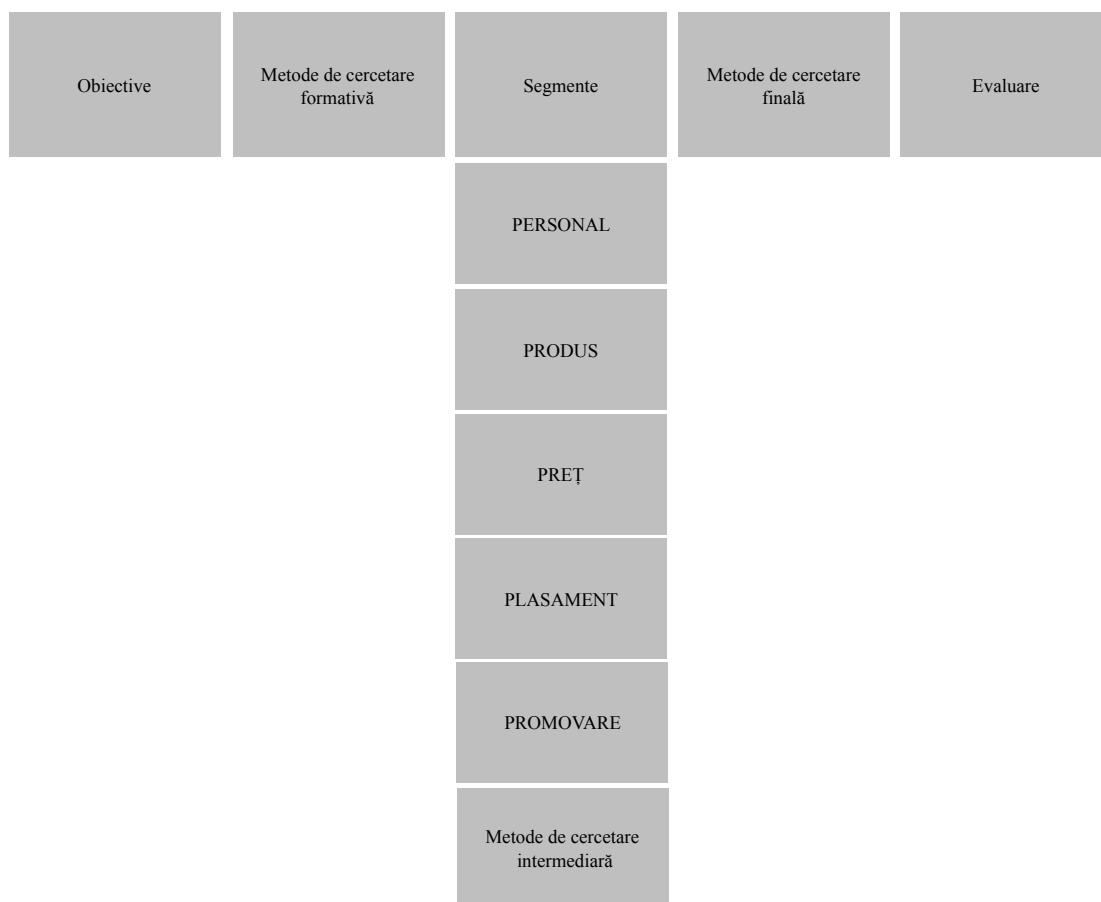 Obiective
Metode de cercetare
formativă
Segmente
Metode de cercetare
finală
Evaluare
PERSONAL
PRODUS
PREȚ
PLASAMENT
PROMOVARE
Metode de cercetare
intermediară